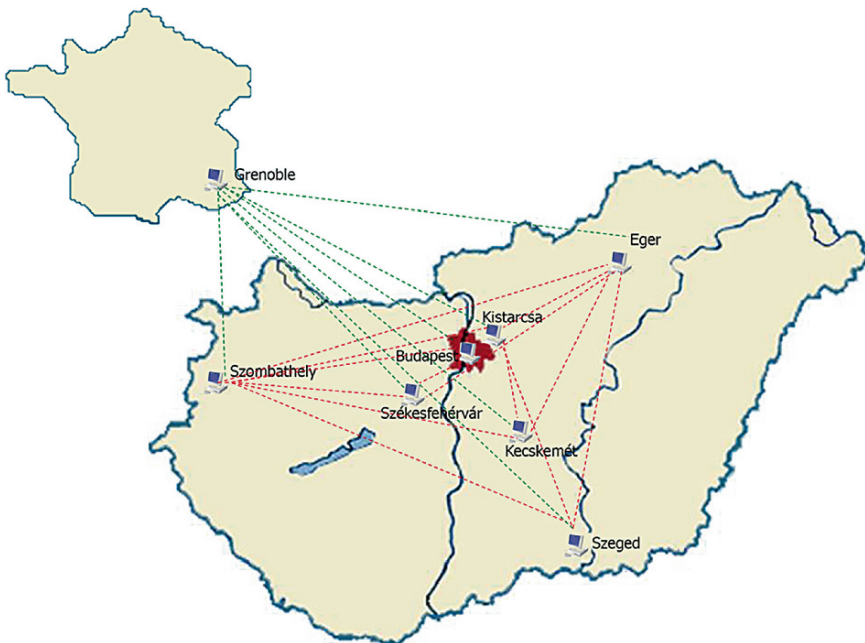 Grenoble
Eger
Kistarcsa
Budapest
Szombathely
Székesfehérvár
Kecskemét
Szeged